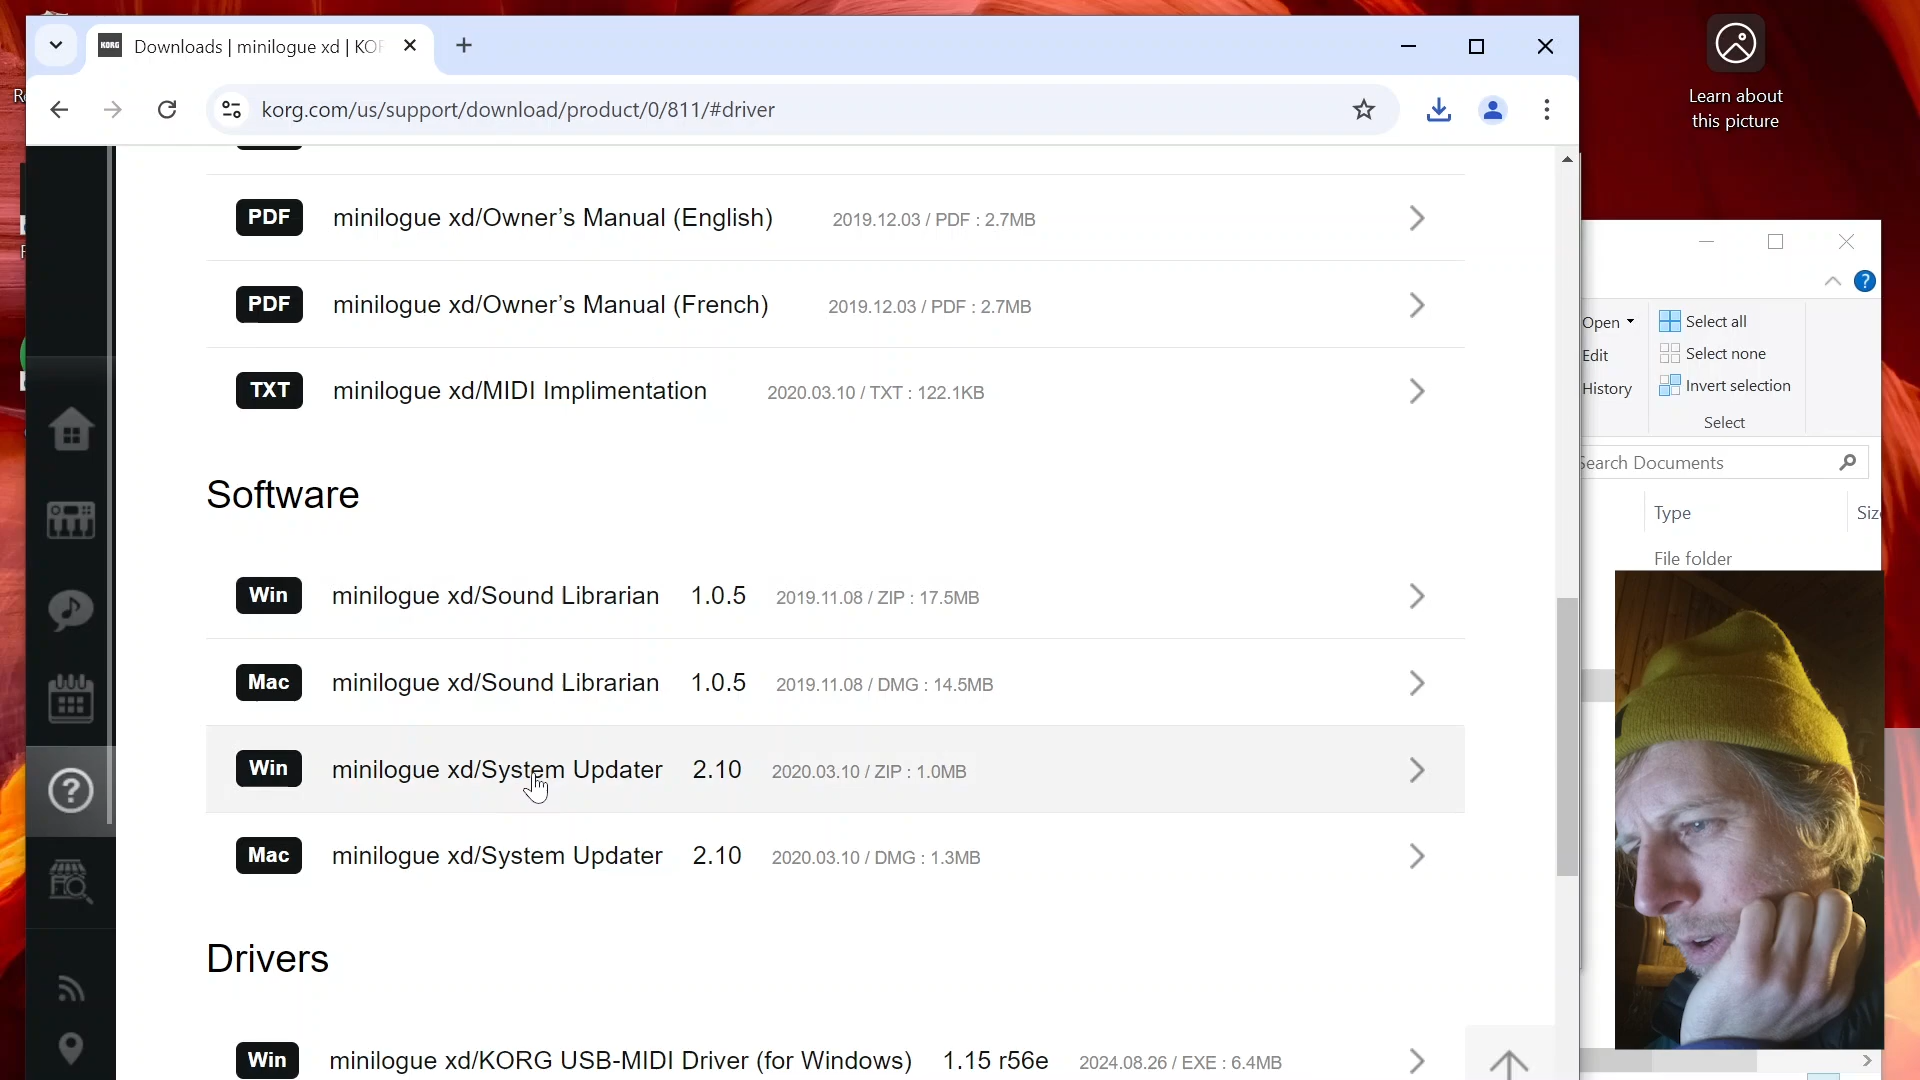 KORG Downloads | minilogue xd | KOR
korg.com/us/support/download/product/0/811/#driver
Learn about
this picture
PDF minilogue xd/Owner’s Manual (English) 2019.12.03 / PDF : 2.7MB
PDF minilogue xd/Owner’s Manual (French) 2019.12.03 / PDF : 2.7MB
TXT minilogue xd/MIDI Implimentation 2020.03.10 / TXT : 122.1KB
Software
Win minilogue xd/Sound Librarian 1.0.5 2019.11.08 / ZIP : 17.5MB
Mac minilogue xd/Sound Librarian 1.0.5 2019.11.08 / DMG : 14.5MB
Win minilogue xd/System Updater 2.10 2020.03.10 / ZIP : 1.0MB
Mac minilogue xd/System Updater 2.10 2020.03.10 / DMG : 1.3MB
Drivers
Win minilogue xd/KORG USB-MIDI Driver (for Windows) 1.15 r56e 2024.08.26 / EXE : 6.4MB
Open Select all
Edit Select none
History Invert selection
Select
Search Documents
Type Siz
File folder